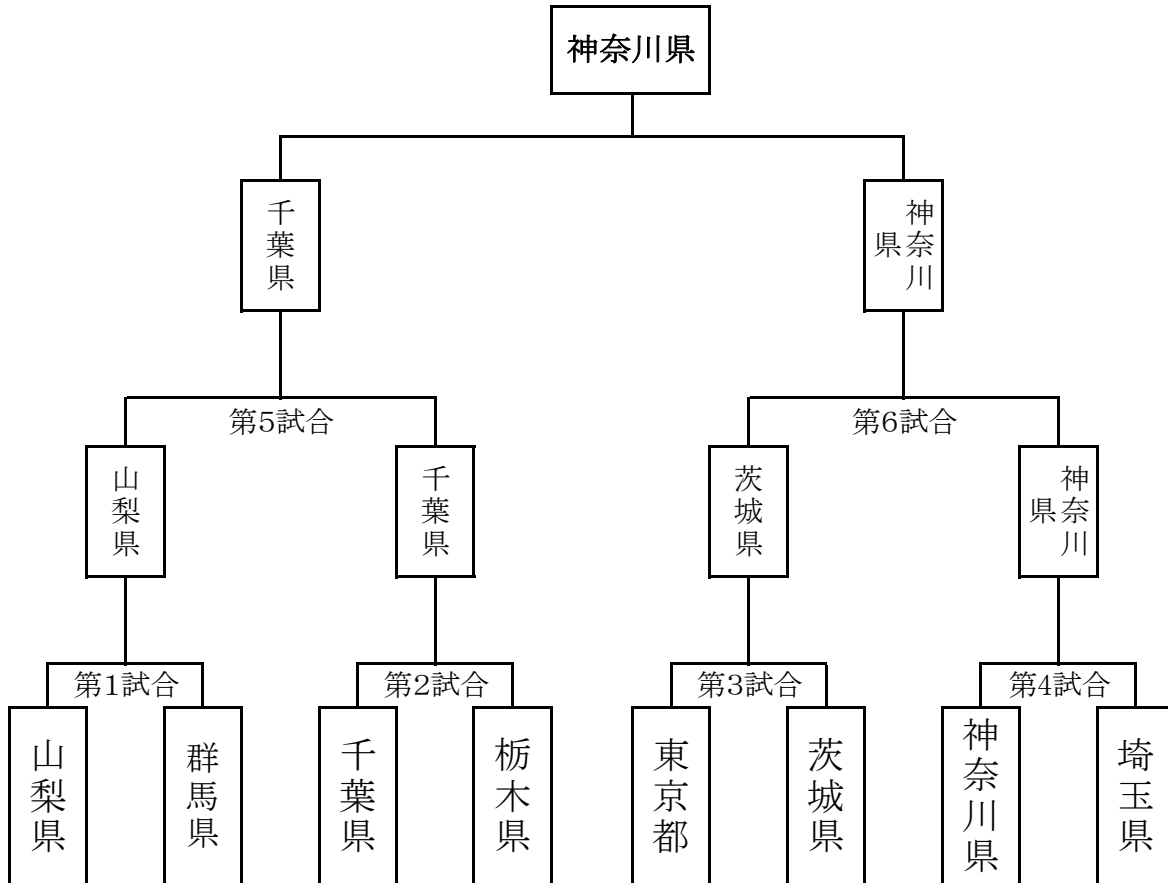 神奈川県
千葉県
神奈川県
第5試合
第6試合
山梨県
千葉県
茨城県
神奈川県
第1試合
第2試合
第3試合
第4試合
山梨県
群馬県
千葉県
栃木県
東京都
茨城県
神奈川県
埼玉県